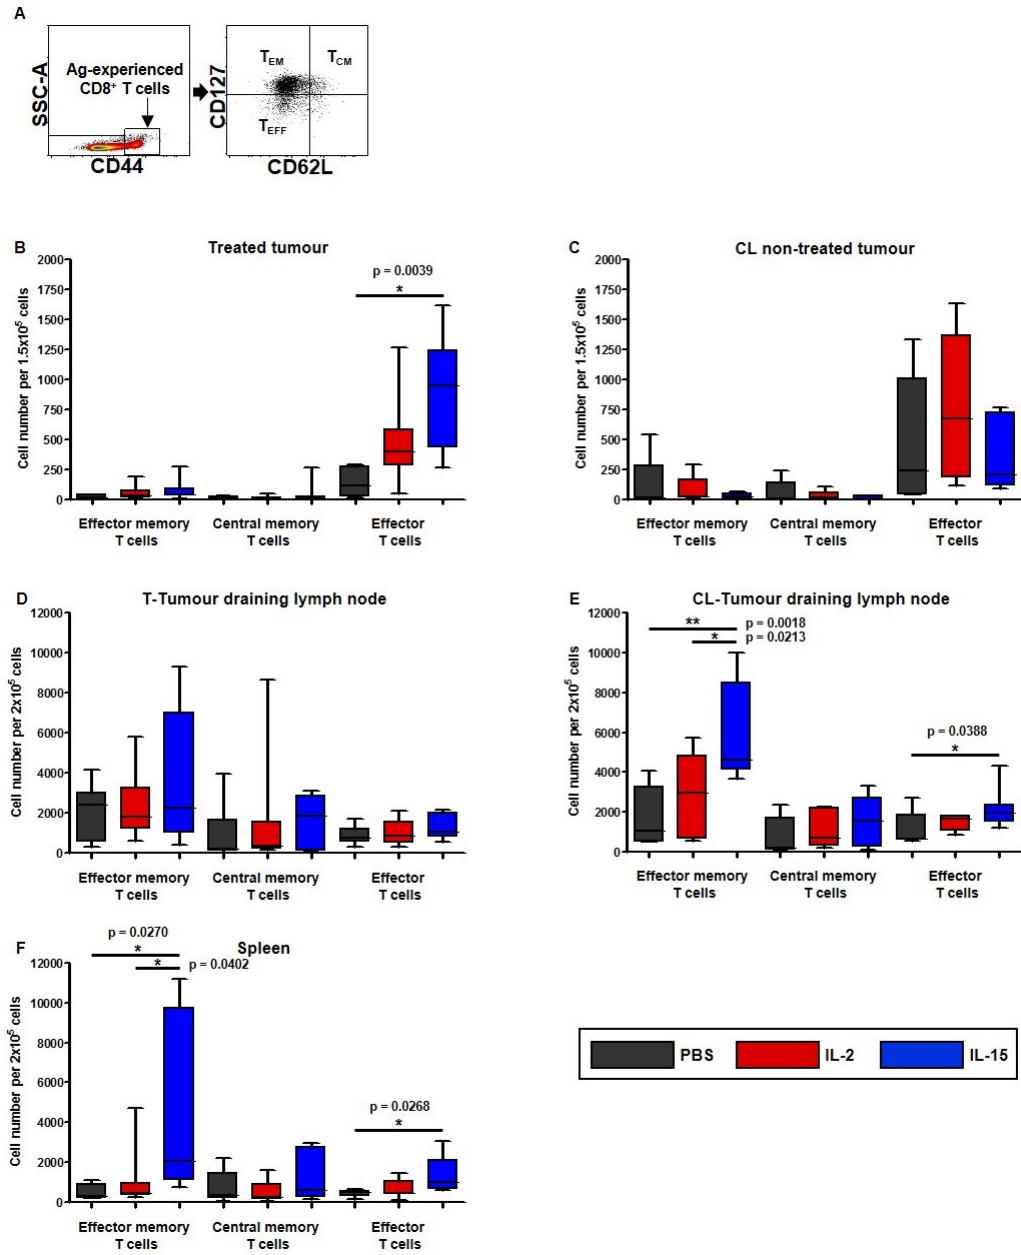 A
SSC-A
Ag-experienced
CD8⁺ T cells
CD44
CD127
T_EM
T_CM
T_EFF
CD62L
B
Treated tumour
Cell number per 1.5x10⁵ cells
2000
1750
1500
1250
1000
750
500
250
0
p = 0.0039
*
Effector memory
T cells
Central memory
T cells
Effector
T cells
C
CL non-treated tumour
Cell number per 1.5x10⁵ cells
2000
1750
1500
1250
1000
750
500
250
0
Effector memory
T cells
Central memory
T cells
Effector
T cells
D
T-Tumour draining lymph node
Cell number per 2x10⁵ cells
12000
10000
8000
6000
4000
2000
0
Effector memory
T cells
Central memory
T cells
Effector
T cells
E
CL-Tumour draining lymph node
Cell number per 2x10⁵ cells
12000
10000
8000
6000
4000
2000
0
** p = 0.0018
* p = 0.0213
p = 0.0388
*
Effector memory
T cells
Central memory
T cells
Effector
T cells
F
Spleen
Cell number per 2x10⁵ cells
12000
10000
8000
6000
4000
2000
0
p = 0.0270
*
* p = 0.0402
p = 0.0268
*
Effector memory
T cells
Central memory
T cells
Effector
T cells
PBS IL-2 IL-15